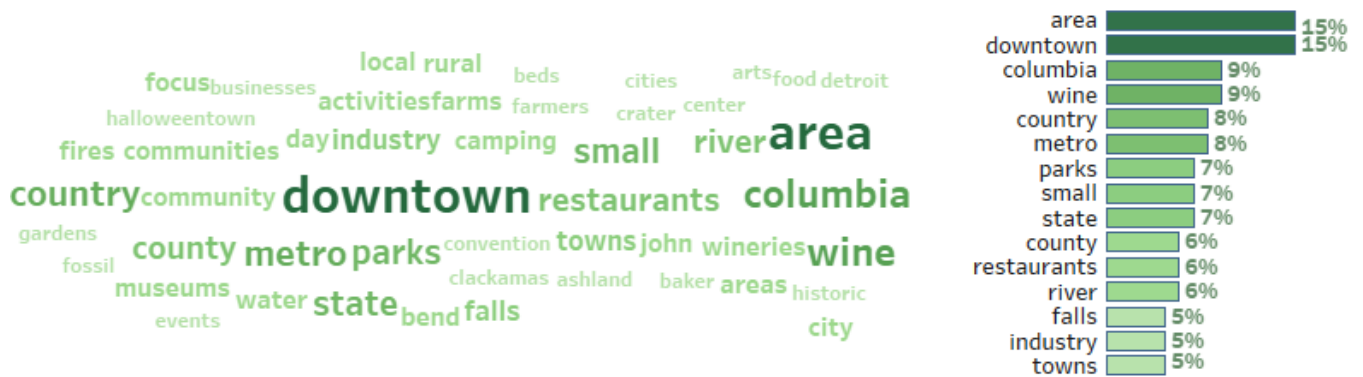 local rural
beds
cities
arts food detroit
focus businesses
activities farms
farmers
crater center
halloweentown
day industry camping
small
river area
fires communities
country community downtown restaurants columbia
gardens
county metro parks convention towns john wineries wine
fossil
clackamas ashland
baker areas historic
museums water state bend falls
events
city
area 15%
downtown 15%
columbia 9%
wine 9%
country 8%
metro 8%
parks 7%
small 7%
state 7%
county 6%
restaurants 6%
river 6%
falls 5%
industry 5%
towns 5%